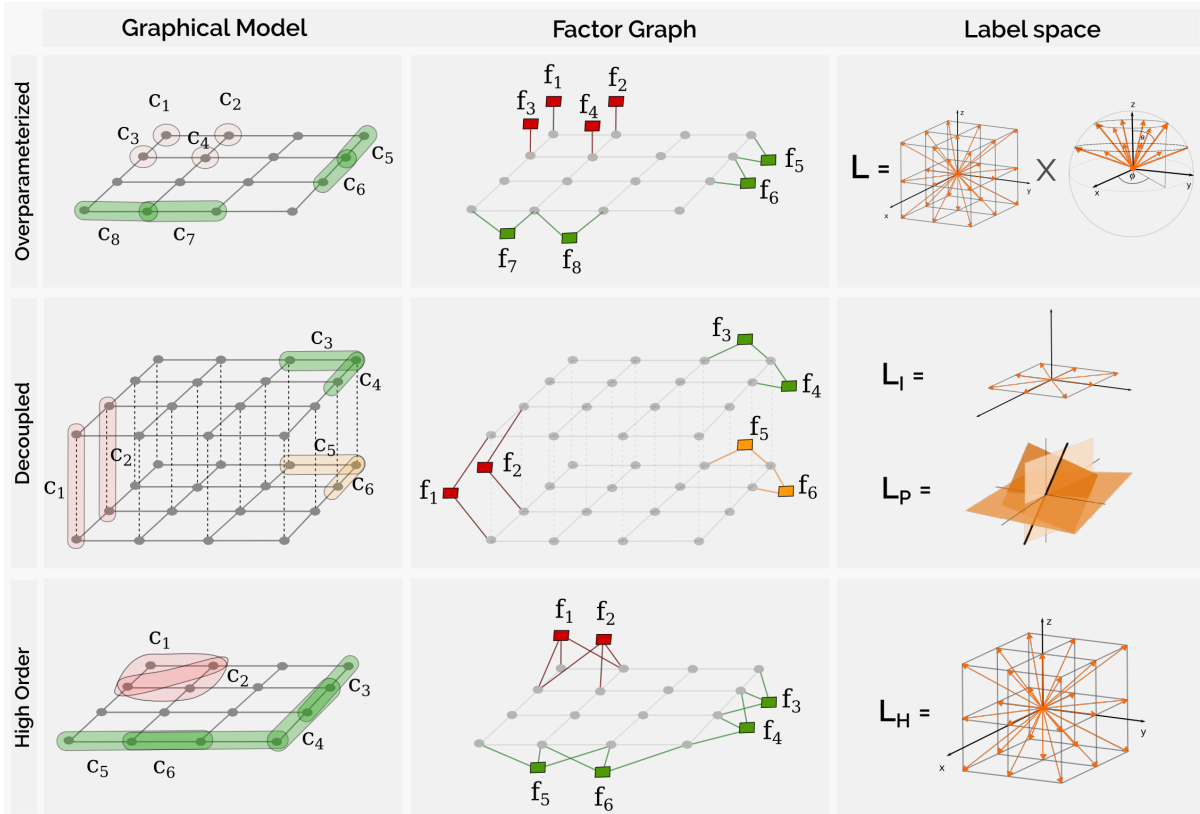 Graphical Model
Factor Graph
Label space
Overparameterized
c1
c2
c3
c4
c5
c6
c8
c7
f1
f2
f3
f4
f5
f6
f7
f8
L =
z
y
x
X
z
θ
y
x
ϕ
Decoupled
c3
c4
c2
c1
c5
c6
f3
f4
f5
f2
f1
f6
LI =
LP =
High Order
c1
c2
c3
c4
c5
c6
f1
f2
f3
f4
f5
f6
LH =
z
y
x